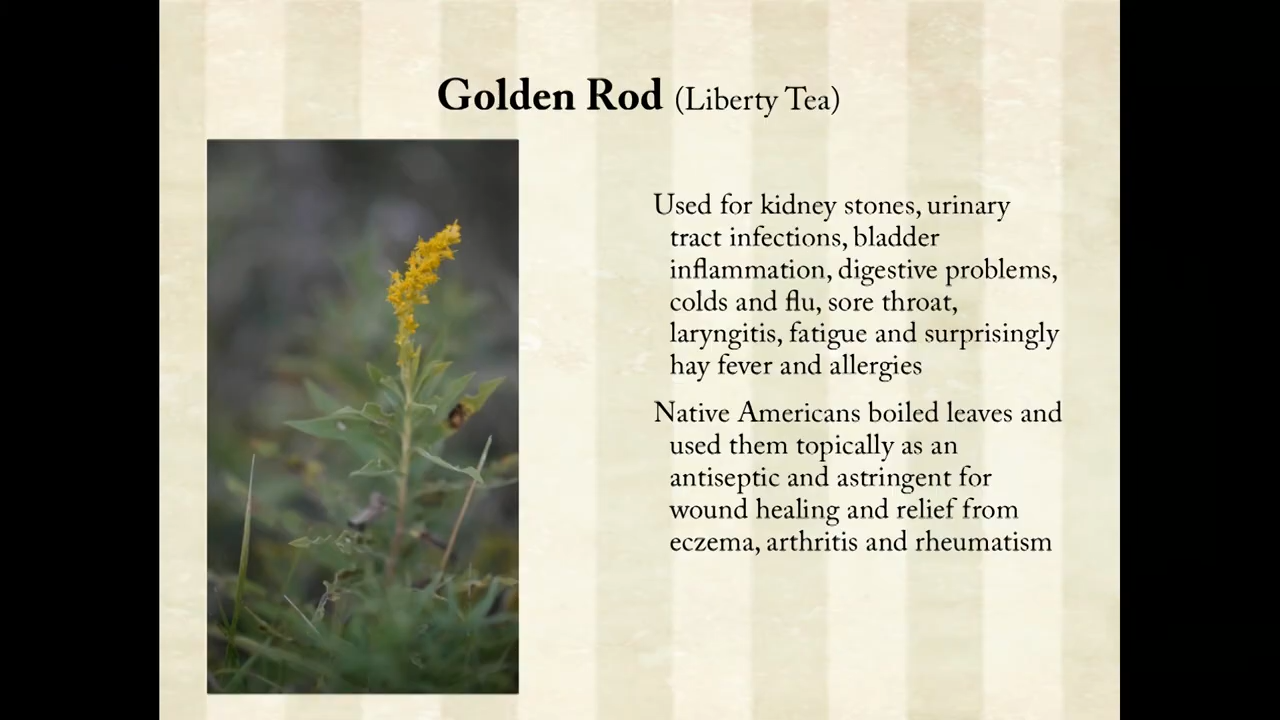 Golden Rod (Liberty Tea)
Used for kidney stones, urinary
tract infections, bladder
inflammation, digestive problems,
colds and flu, sore throat,
laryngitis, fatigue and surprisingly
hay fever and allergies
Native Americans boiled leaves and
used them topically as an
antiseptic and astringent for
wound healing and relief from
eczema, arthritis and rheumatism